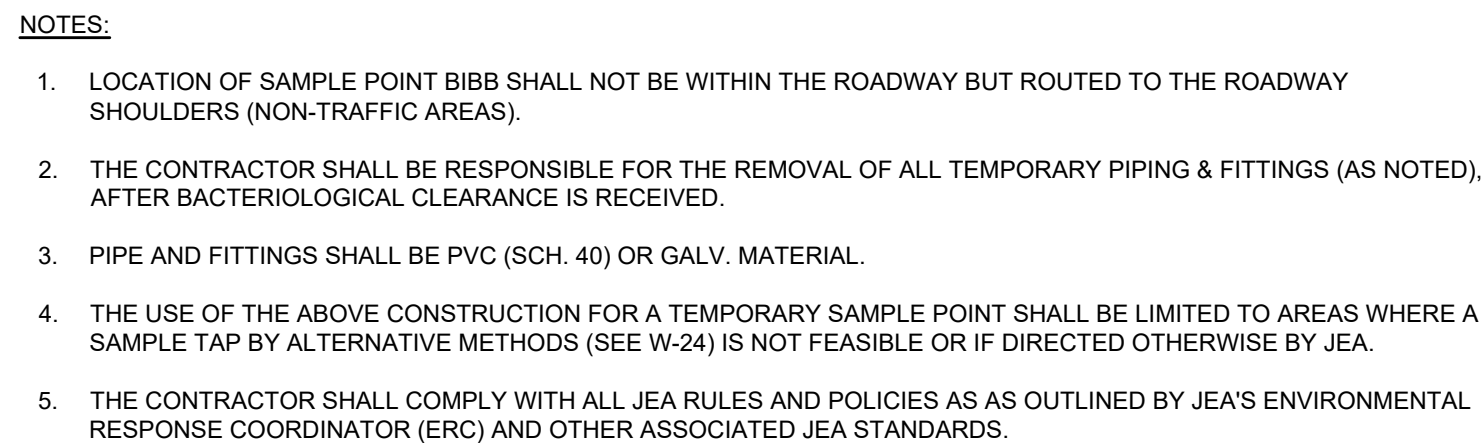 NOTES:
1. LOCATION OF SAMPLE POINT BIBB SHALL NOT BE WITHIN THE ROADWAY BUT ROUTED TO THE ROADWAY
SHOULDERS (NON-TRAFFIC AREAS).
2. THE CONTRACTOR SHALL BE RESPONSIBLE FOR THE REMOVAL OF ALL TEMPORARY PIPING & FITTINGS (AS NOTED),
AFTER BACTERIOLOGICAL CLEARANCE IS RECEIVED.
3. PIPE AND FITTINGS SHALL BE PVC (SCH. 40) OR GALV. MATERIAL.
4. THE USE OF THE ABOVE CONSTRUCTION FOR A TEMPORARY SAMPLE POINT SHALL BE LIMITED TO AREAS WHERE A
SAMPLE TAP BY ALTERNATIVE METHODS (SEE W-24) IS NOT FEASIBLE OR IF DIRECTED OTHERWISE BY JEA.
5. THE CONTRACTOR SHALL COMPLY WITH ALL JEA RULES AND POLICIES AS AS OUTLINED BY JEA'S ENVIRONMENTAL
RESPONSE COORDINATOR (ERC) AND OTHER ASSOCIATED JEA STANDARDS.